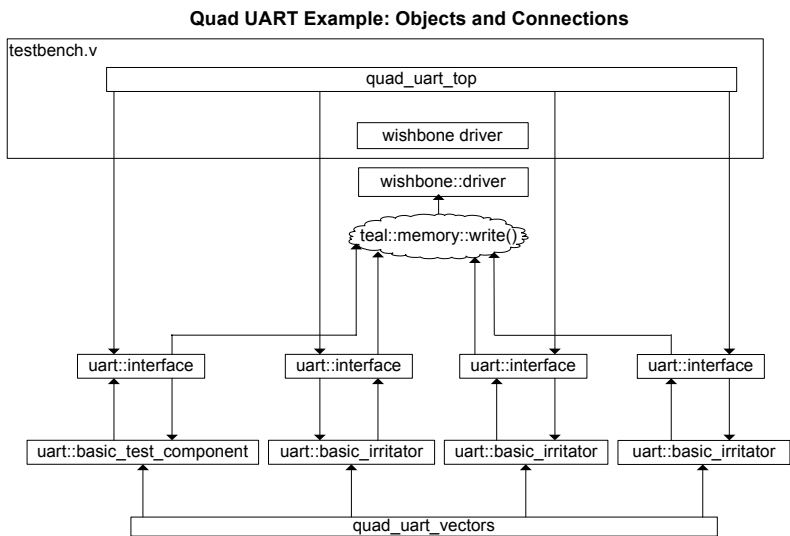 Quad UART Example: Objects and Connections
testbench.v
quad_uart_top
wishbone driver
wishbone::driver
teal::memory::write()
uart::interface
uart::interface
uart::interface
uart::interface
uart::basic_test_component
uart::basic_irritator
uart::basic_irritator
uart::basic_irritator
quad_uart_vectors